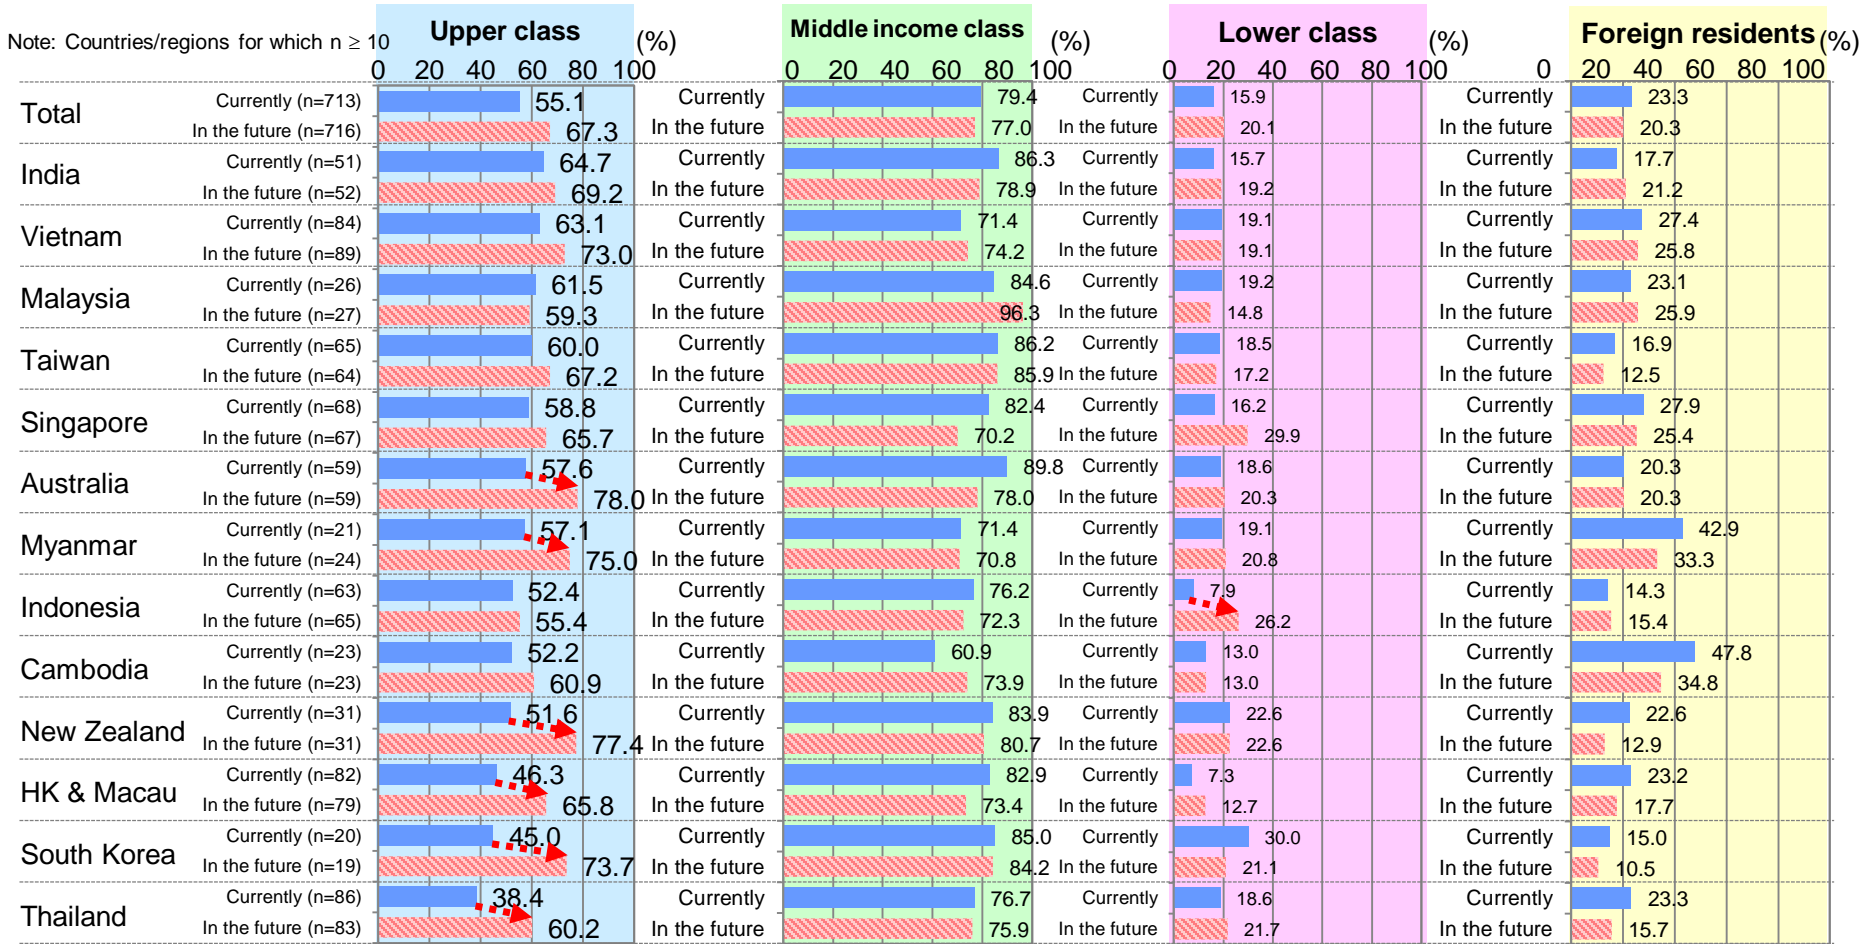 Note: Countries/regions for which n ≥ 10
Upper class (%) Middle income class (%) Lower class (%) Foreign residents (%)
0 20 40 60 80 100 0 20 40 60 80 100 0 20 40 60 80 100 0 20 40 60 80 100
Total
Currently (n=713) 55.1 Currently 79.4 Currently 15.9 Currently 23.3
In the future (n=716) 67.3 In the future 77.0 In the future 20.1 In the future 20.3
India
Currently (n=51) 64.7 Currently 86.3 Currently 15.7 Currently 17.7
In the future (n=52) 69.2 In the future 78.9 In the future 19.2 In the future 21.2
Vietnam
Currently (n=84) 63.1 Currently 71.4 Currently 19.1 Currently 27.4
In the future (n=89) 73.0 In the future 74.2 In the future 19.1 In the future 25.8
Malaysia
Currently (n=26) 61.5 Currently 84.6 Currently 19.2 Currently 23.1
In the future (n=27) 59.3 In the future 96.3 In the future 14.8 In the future 25.9
Taiwan
Currently (n=65) 60.0 Currently 86.2 Currently 18.5 Currently 16.9
In the future (n=64) 67.2 In the future 85.9 In the future 17.2 In the future 12.5
Singapore
Currently (n=68) 58.8 Currently 82.4 Currently 16.2 Currently 27.9
In the future (n=67) 65.7 In the future 70.2 In the future 29.9 In the future 25.4
Australia
Currently (n=59) 57.6 Currently 89.8 Currently 18.6 Currently 20.3
In the future (n=59) 78.0 In the future 78.0 In the future 20.3 In the future 20.3
Myanmar
Currently (n=21) 57.1 Currently 71.4 Currently 19.1 Currently 42.9
In the future (n=24) 75.0 In the future 70.8 In the future 20.8 In the future 33.3
Indonesia
Currently (n=63) 52.4 Currently 76.2 Currently 7.9 Currently 14.3
In the future (n=65) 55.4 In the future 72.3 In the future 26.2 In the future 15.4
Cambodia
Currently (n=23) 52.2 Currently 60.9 Currently 13.0 Currently 47.8
In the future (n=23) 60.9 In the future 73.9 In the future 13.0 In the future 34.8
New Zealand
Currently (n=31) 51.6 Currently 83.9 Currently 22.6 Currently 22.6
In the future (n=31) 77.4 In the future 80.7 In the future 22.6 In the future 12.9
HK & Macau
Currently (n=82) 46.3 Currently 82.9 Currently 7.3 Currently 23.2
In the future (n=79) 65.8 In the future 73.4 In the future 12.7 In the future 17.7
South Korea
Currently (n=20) 45.0 Currently 85.0 Currently 30.0 Currently 15.0
In the future (n=19) 73.7 In the future 84.2 In the future 21.1 In the future 10.5
Thailand
Currently (n=86) 38.4 Currently 76.7 Currently 18.6 Currently 23.3
In the future (n=83) 60.2 In the future 75.9 In the future 21.7 In the future 15.7